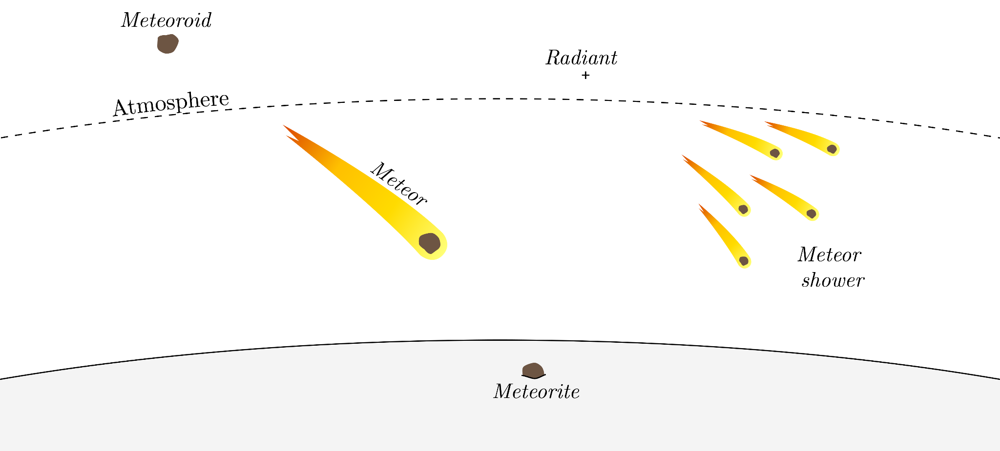 Meteoroid
Radiant
+
Atmosphere
Meteor
Meteor
shower
Meteorite